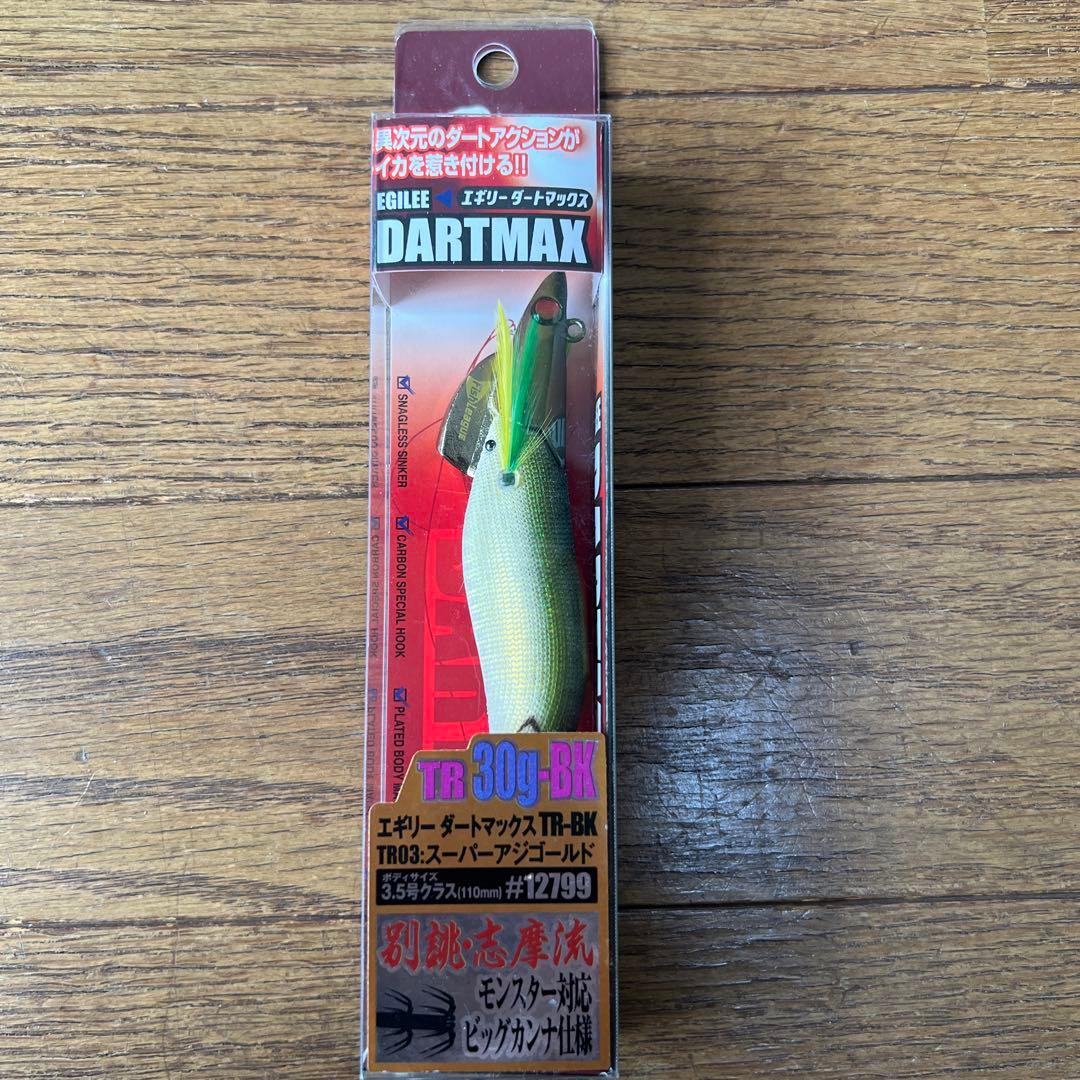 異次元のダートアクションが
イカを惹き付ける!!
EGILEE エギリー ダートマックス
DARTMAX
FishLeague
SNAGLESS SINKER
CARBON SPECIAL HOOK
PLATED BODY
TR 30g-BK
エギリー ダートマックス TR-BK
TR03:スーパーアジゴールド
ボディサイズ
3.5号クラス(110mm) #12799
別誂・志摩流
モンスター対応
ビッグカンナ仕様